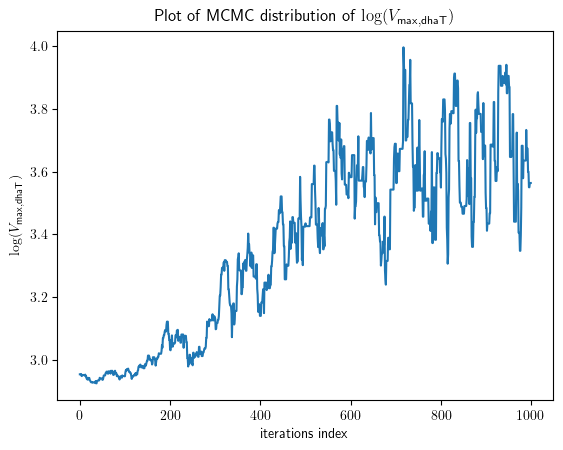 Plot of MCMC distribution of log(V_max,dhaT)
log(V_max,dhaT)
4.0
3.8
3.6
3.4
3.2
3.0
0 200 400 600 800 1000
iterations index